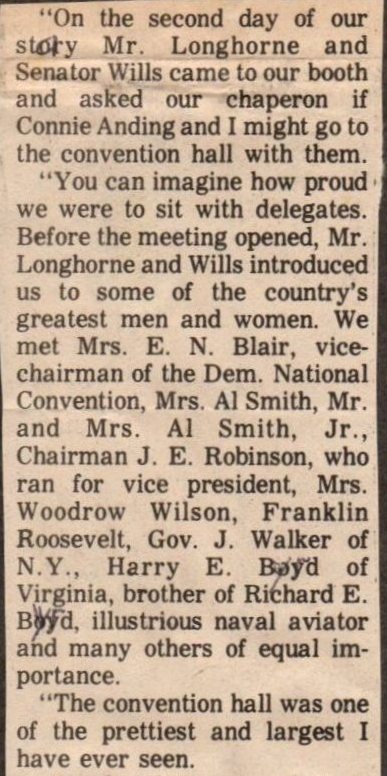 "On the second day of our
story Mr. Longhorne and
Senator Wills came to our booth
and asked our chaperon if
Connie Anding and I might go to
the convention hall with them.
"You can imagine how proud
we were to sit with delegates.
Before the meeting opened, Mr.
Longhorne and Wills introduced
us to some of the country's
greatest men and women. We
met Mrs. E. N. Blair, vice-
chairman of the Dem. National
Convention, Mrs. Al Smith, Mr.
and Mrs. Al Smith, Jr.,
Chairman J. E. Robinson, who
ran for vice president, Mrs.
Woodrow Wilson, Franklin
Roosevelt, Gov. J. Walker of
N.Y., Harry E. Boyd of
Virginia, brother of Richard E.
Boyd, illustrious naval aviator
and many others of equal im-
portance.
"The convention hall was one
of the prettiest and largest I
have ever seen.